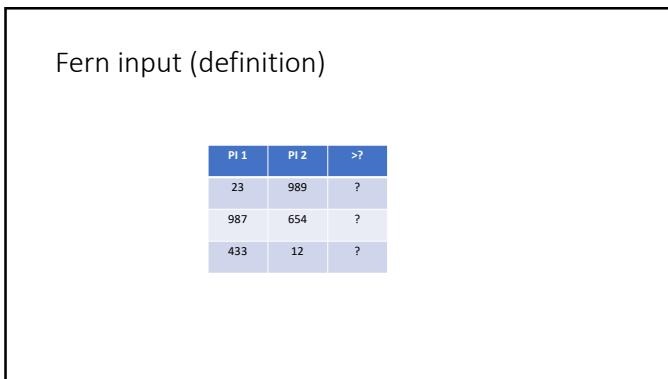 Fern input (definition)
PI 1 PI 2 >?
23 989 ?
987 654 ?
433 12 ?